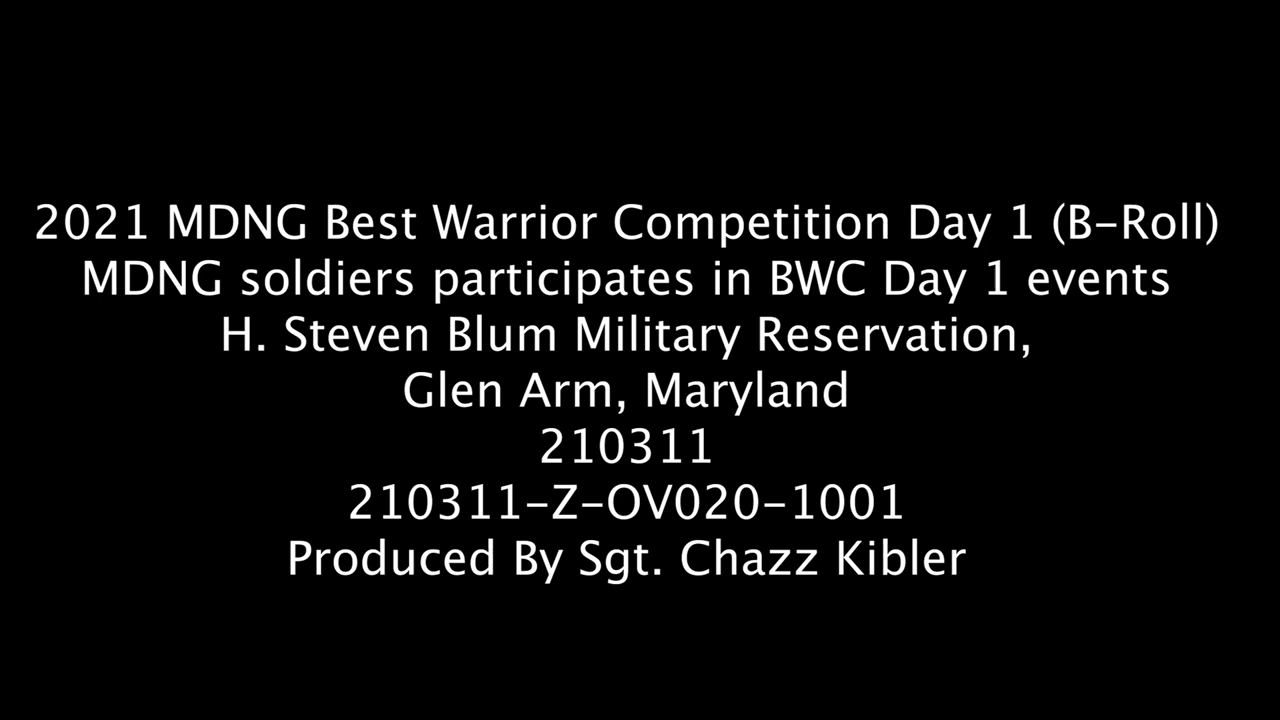 2021 MDNG Best Warrior Competition Day 1 (B-Roll)
MDNG soldiers participates in BWC Day 1 events
H. Steven Blum Military Reservation,
Glen Arm, Maryland
210311
210311-Z-OV020-1001
Produced By Sgt. Chazz Kibler